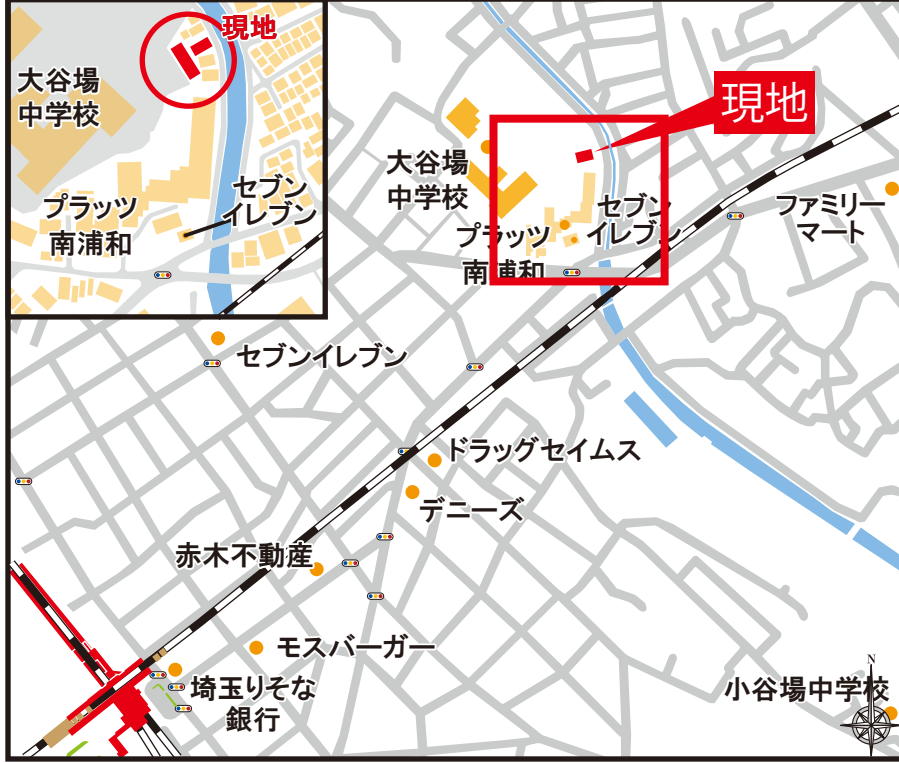 現地
大谷場
中学校
セブン
イレブン
プラッツ
南浦和
現地
大谷場
中学校
セブン
イレブン
プラッツ
南浦和
ファミリー
マート
セブンイレブン
ドラッグセイムス
デニーズ
赤木不動産
モスバーガー
埼玉りそな
銀行
小谷場中学校
N